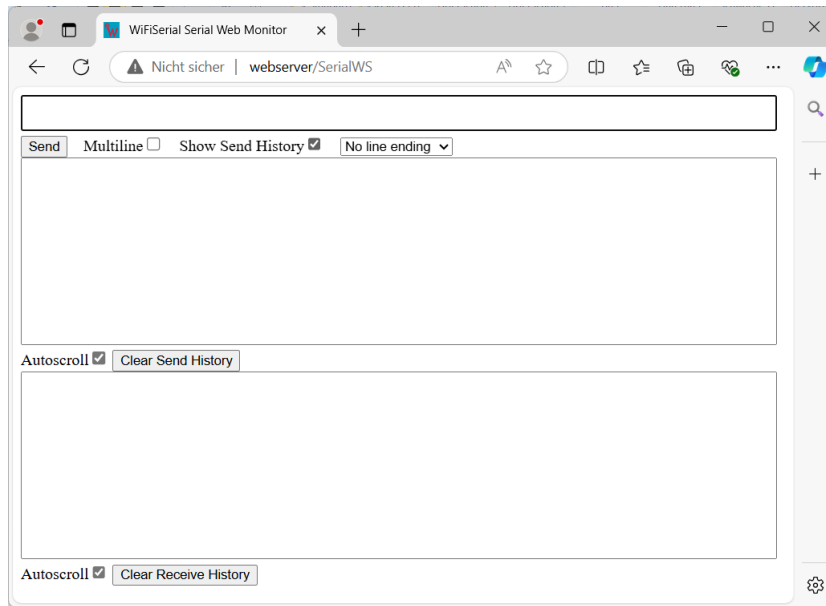 WiFiSerial Serial Web Monitor
Nicht sicher | webserver/SerialWS
Send Multiline Show Send History No line ending
Autoscroll Clear Send History
Autoscroll Clear Receive History